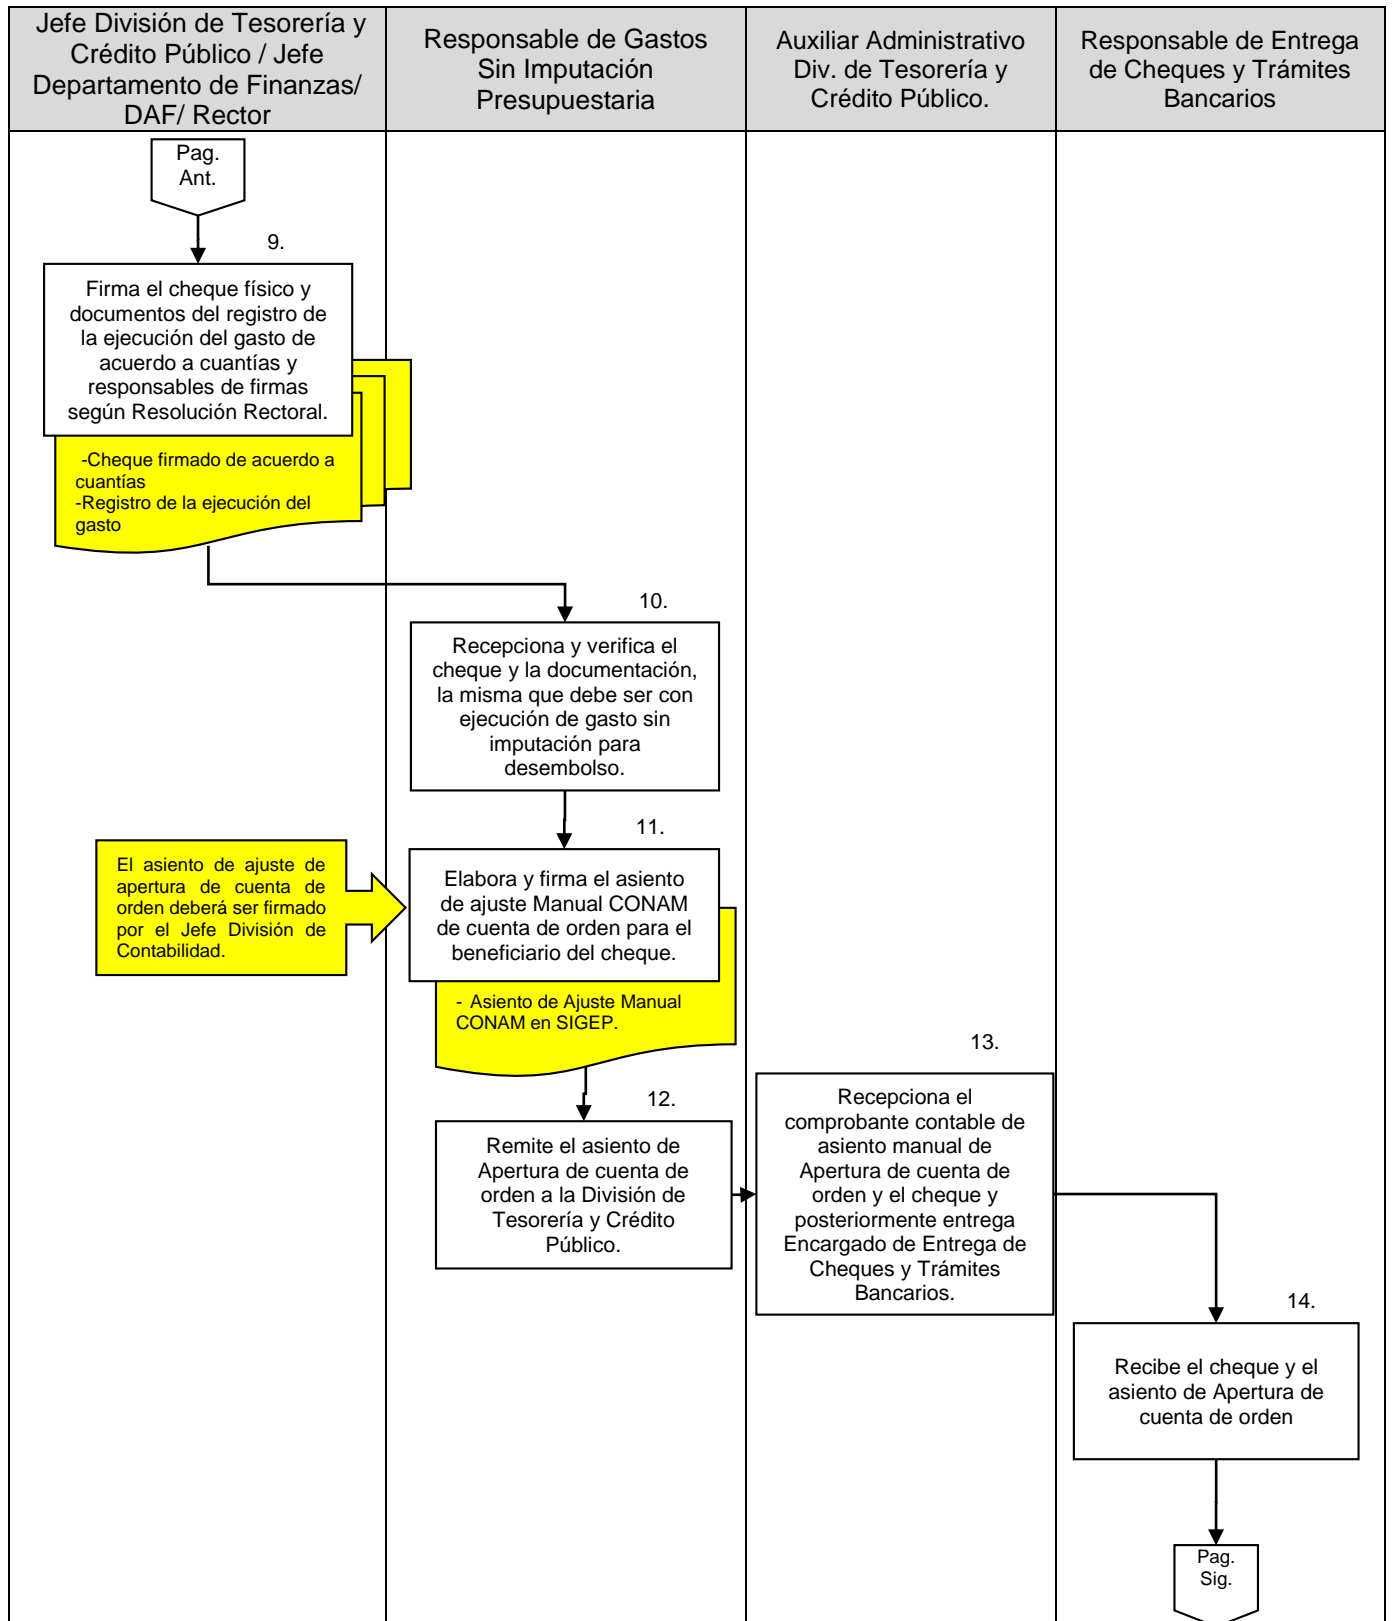 Jefe División de Tesorería y
Crédito Público / Jefe
Departamento de Finanzas/
DAF/ Rector
Responsable de Gastos
Sin Imputación
Presupuestaria
Auxiliar Administrativo
Div. de Tesorería y
Crédito Público.
Responsable de Entrega
de Cheques y Trámites
Bancarios
Pag.
Ant.
9.
Firma el cheque físico y
documentos del registro de
la ejecución del gasto de
acuerdo a cuantías y
responsables de firmas
según Resolución Rectoral.
-Cheque firmado de acuerdo a
cuantías
-Registro de la ejecución del
gasto
10.
Recepciona y verifica el
cheque y la documentación,
la misma que debe ser con
ejecución de gasto sin
imputación para
desembolso.
11.
El asiento de ajuste de
apertura de cuenta de
orden deberá ser firmado
por el Jefe División de
Contabilidad.
Elabora y firma el asiento
de ajuste Manual CONAM
de cuenta de orden para el
beneficiario del cheque.
- Asiento de Ajuste Manual
CONAM en SIGEP.
12.
Remite el asiento de
Apertura de cuenta de
orden a la División de
Tesorería y Crédito
Público.
13.
Recepciona el
comprobante contable de
asiento manual de
Apertura de cuenta de
orden y el cheque y
posteriormente entrega
Encargado de Entrega de
Cheques y Trámites
Bancarios.
14.
Recibe el cheque y el
asiento de Apertura de
cuenta de orden
Pag.
Sig.